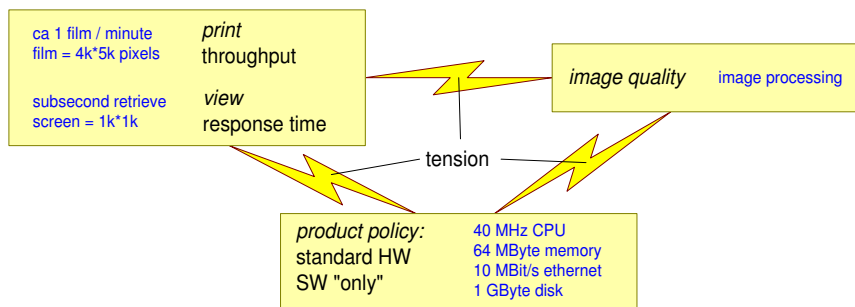 ca 1 film / minute
film = 4k*5k pixels
print
throughput
subsecond retrieve
screen = 1k*1k
view
response time
image quality
image processing
tension
product policy:
standard HW
SW "only"
40 MHz CPU
64 MByte memory
10 MBit/s ethernet
1 GByte disk